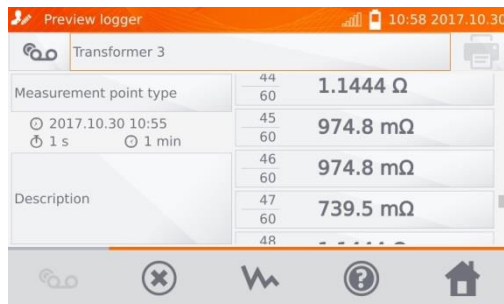 Preview logger
10:58 2017.10.30
Transformer 3
Measurement point type
2017.10.30 10:55
1 s 1 min
Description
44
60
1.1444 Ω
45
60
974.8 mΩ
46
60
974.8 mΩ
47
60
739.5 mΩ
48